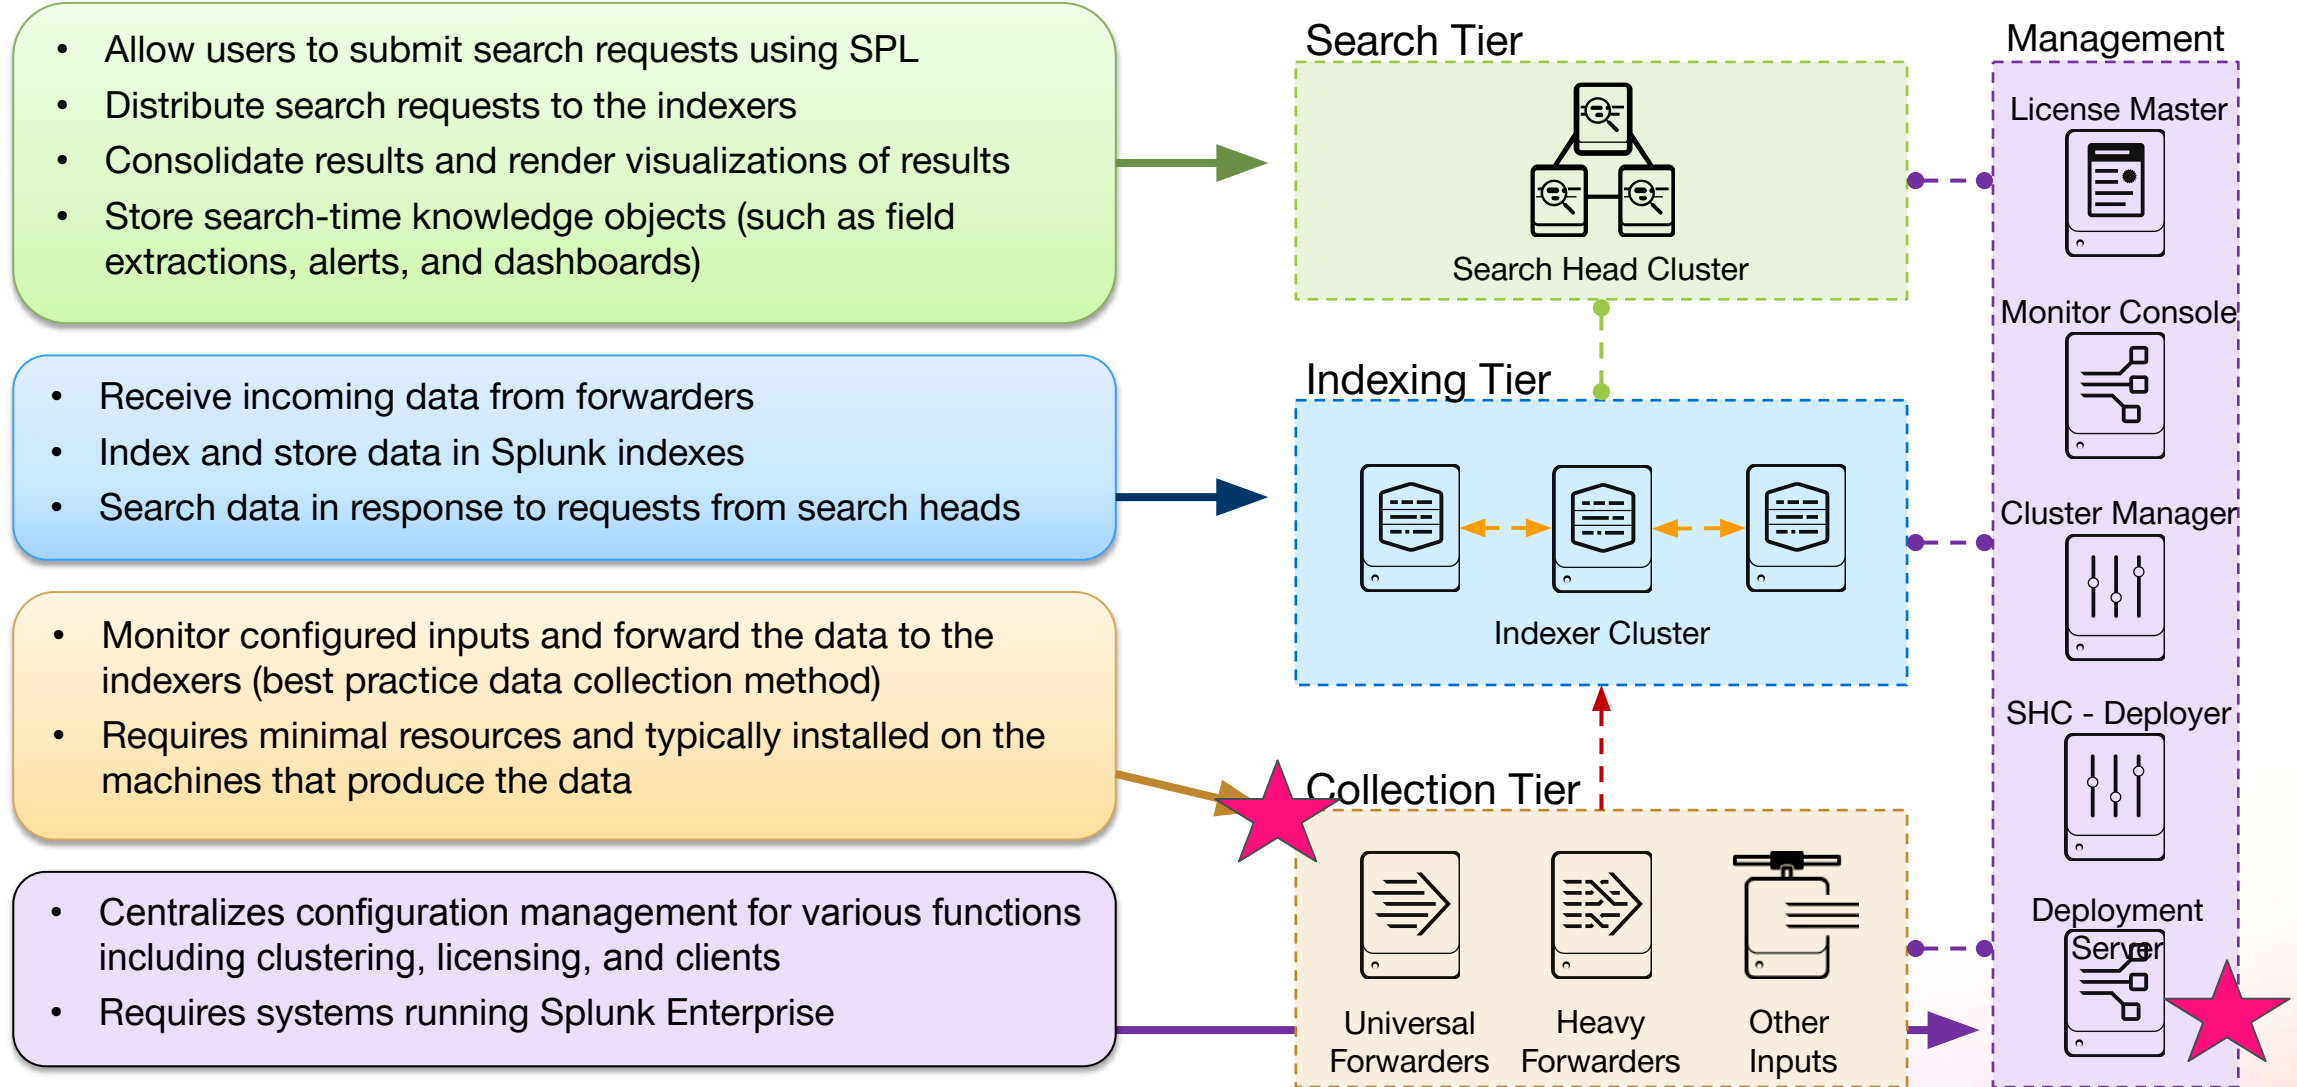 • Allow users to submit search requests using SPL
• Distribute search requests to the indexers
• Consolidate results and render visualizations of results
• Store search-time knowledge objects (such as field
extractions, alerts, and dashboards)
• Receive incoming data from forwarders
• Index and store data in Splunk indexes
• Search data in response to requests from search heads
• Monitor configured inputs and forward the data to the
indexers (best practice data collection method)
• Requires minimal resources and typically installed on the
machines that produce the data
• Centralizes configuration management for various functions
including clustering, licensing, and clients
• Requires systems running Splunk Enterprise
Search Tier
Search Head Cluster
Indexing Tier
Indexer Cluster
Collection Tier
Universal
Forwarders
Heavy
Forwarders
Other
Inputs
Management
License Master
Monitor Console
Cluster Manager
SHC - Deployer
Deployment
Server